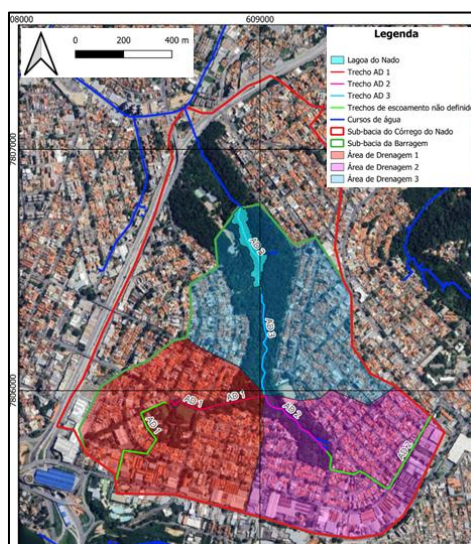 08000
609000
0
200
400 m
Legenda
Lagoa do Nado
Trecho AD 1
Trecho AD 2
Trecho AD 3
Trechos de escoamento não definid
Cursos de água
Sub-bacia do Córrego do Nado
Sub-bacia da Barragem
Área de Drenagem 1
Área de Drenagem 2
Área de Drenagem 3
7807000
AD 3
AD 3
7806000
AD 1
AD 1
AD 1
AD 2
AD 2